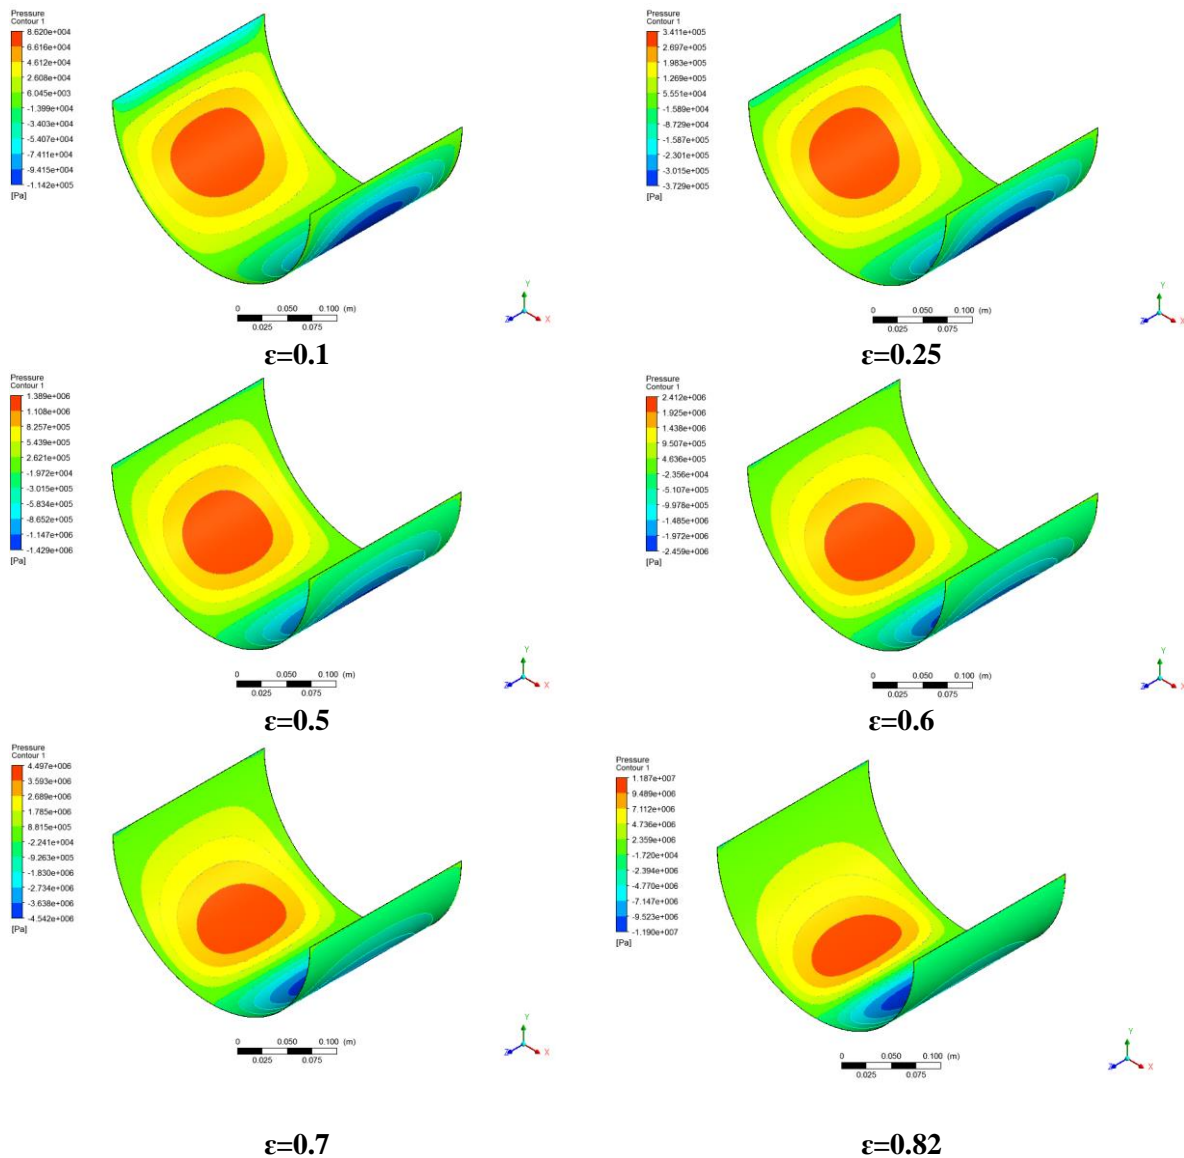 Pressure
Contour 1
8.620e+004
6.616e+004
4.612e+004
2.608e+004
6.045e+003
-1.399e+004
-3.403e+004
-5.407e+004
-7.411e+004
-9.415e+004
-1.142e+005
[Pa]
0 0.050 0.100 (m)
0.025 0.075
Y
Z X
ε=0.1
Pressure
Contour 1
3.411e+005
2.697e+005
1.983e+005
1.269e+005
5.551e+004
-1.589e+004
-8.729e+004
-1.587e+005
-2.301e+005
-3.015e+005
-3.729e+005
[Pa]
0 0.050 0.100 (m)
0.025 0.075
Y
Z X
ε=0.25
Pressure
Contour 1
1.389e+006
1.108e+006
8.257e+005
5.439e+005
2.621e+005
-1.972e+004
-3.015e+005
-5.834e+005
-8.652e+005
-1.147e+006
-1.429e+006
[Pa]
0 0.050 0.100 (m)
0.025 0.075
Y
Z X
ε=0.5
Pressure
Contour 1
2.412e+006
1.925e+006
1.438e+006
9.507e+005
4.636e+005
-2.356e+004
-5.107e+005
-9.978e+005
-1.485e+006
-1.972e+006
-2.459e+006
[Pa]
0 0.050 0.100 (m)
0.025 0.075
Y
Z X
ε=0.6
Pressure
Contour 1
4.497e+006
3.593e+006
2.689e+006
1.785e+006
8.815e+005
-2.241e+004
-9.263e+005
-1.830e+006
-2.734e+006
-3.638e+006
-4.542e+006
[Pa]
0 0.050 0.100 (m)
0.025 0.075
Y
Z X
ε=0.7
Pressure
Contour 1
1.187e+007
9.489e+006
7.112e+006
4.736e+006
2.359e+006
-1.720e+004
-2.394e+006
-4.770e+006
-7.147e+006
-9.523e+006
-1.190e+007
[Pa]
0 0.050 0.100 (m)
0.025 0.075
Y
Z X
ε=0.82